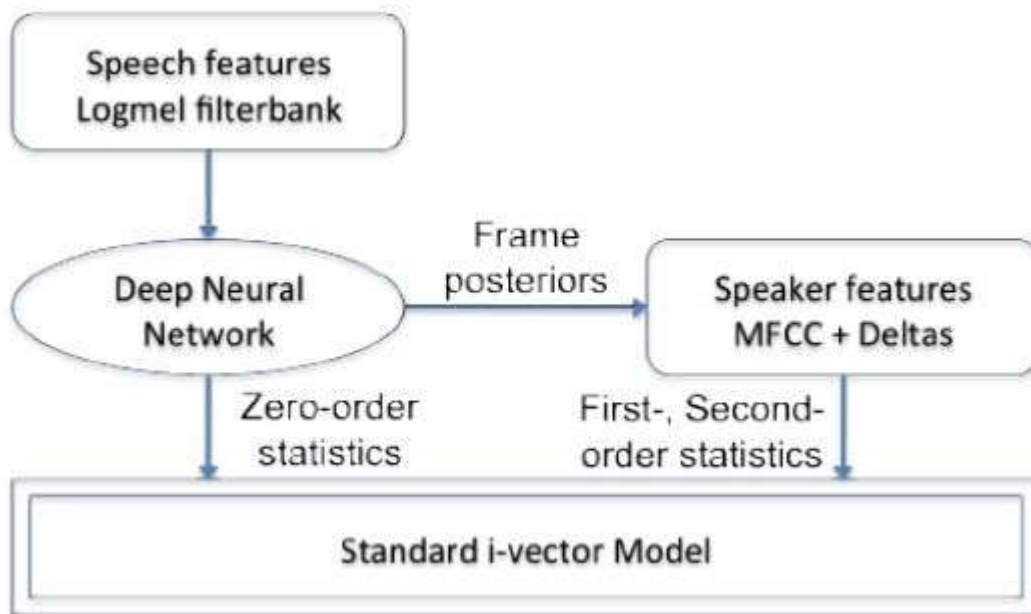 Speech features
Logmel filterbank
Frame
posteriors
Deep Neural
Network
Speaker features
MFCC + Deltas
Zero-order
statistics
First-, Second-
order statistics
Standard i-vector Model